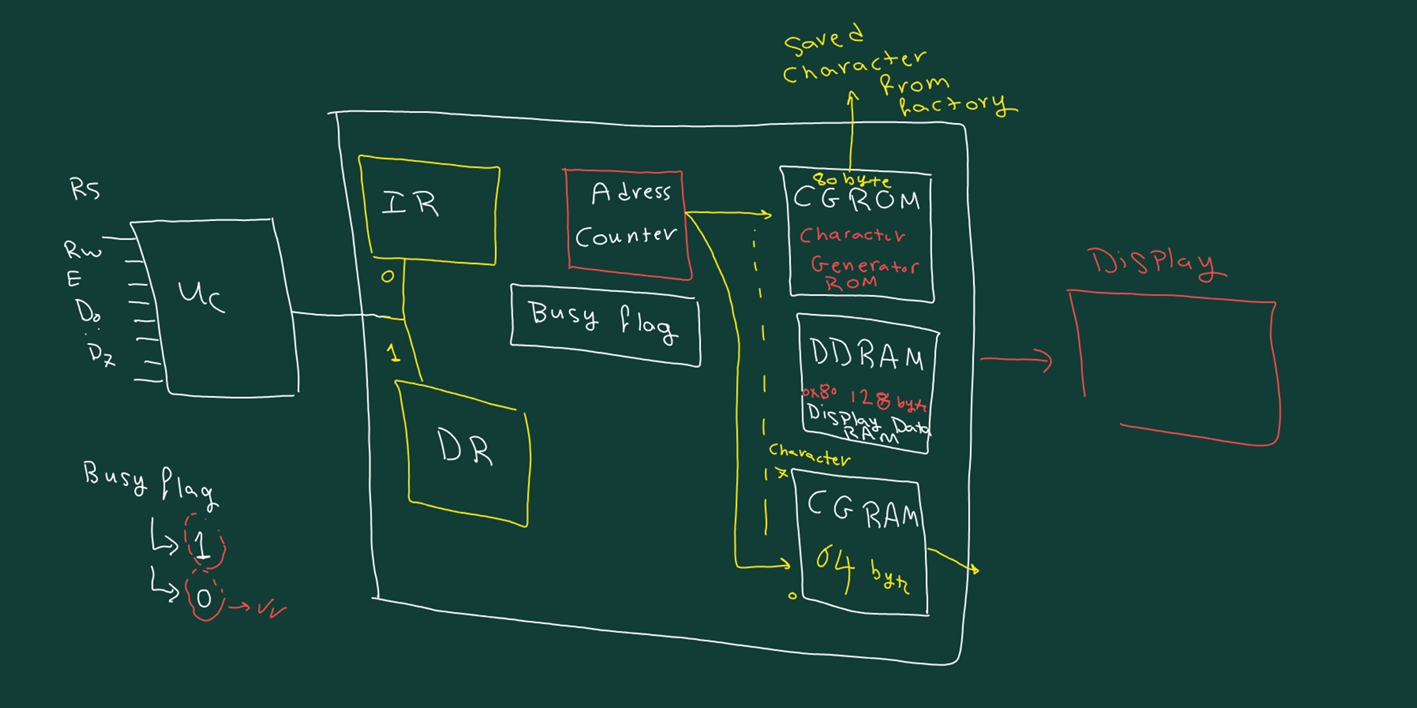 Saved
Character
from
factory
RS
RW
E
D0
..
D7
UC
IR
0
1
DR
Adress
Counter
Busy flag
80 byte
CGROM
Character
Generator
ROM
DDRAM
0x80 128 byte
Display Data
RAM
Character
7
CGRAM
64 byte
0
Display
Busy flag
1
0